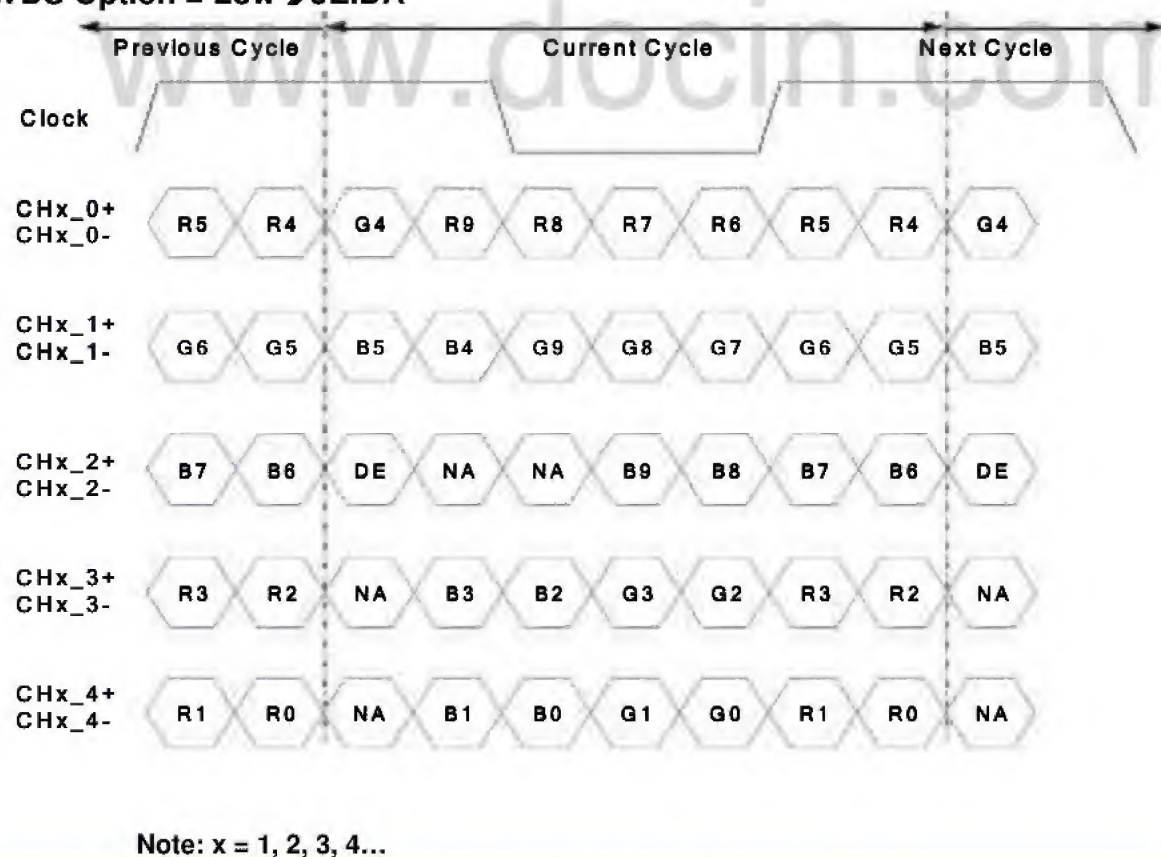 Option = Low → JEIDA
www.docin.com
Previous Cycle Current Cycle Next Cycle
Clock
CHx_0+
CHx_0-
R5 R4 G4 R9 R8 R7 R6 R5 R4 G4
CHx_1+
CHx_1-
G6 G5 B5 B4 G9 G8 G7 G6 G5 B5
CHx_2+
CHx_2-
B7 B6 DE NA NA B9 B8 B7 B6 DE
CHx_3+
CHx_3-
R3 R2 NA B3 B2 G3 G2 R3 R2 NA
CHx_4+
CHx_4-
R1 R0 NA B1 B0 G1 G0 R1 R0 NA
Note: x = 1, 2, 3, 4...